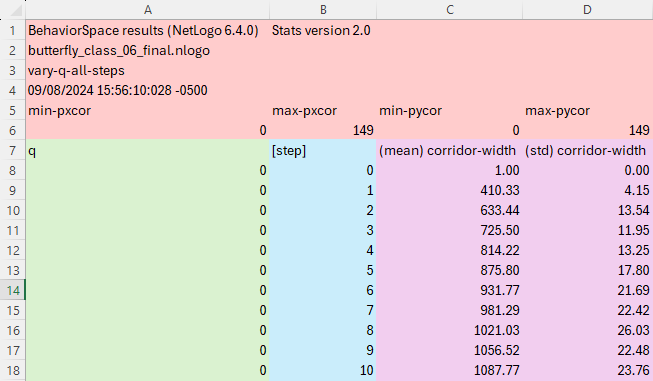 A B C D
1 BehaviorSpace results (NetLogo 6.4.0) Stats version 2.0
2 butterfly_class_06_final.nlogo
3 vary-q-all-steps
4 09/08/2024 15:56:10:028 -0500
5 min-pxcor max-pxcor min-pycor max-pycor
6 0 149 0 149
7 q [step] (mean) corridor-width (std) corridor-width
8 0 0 1.00 0.00
9 0 1 410.33 4.15
10 0 2 633.44 13.54
11 0 3 725.50 11.95
12 0 4 814.22 13.25
13 0 5 875.80 17.80
14 0 6 931.77 21.69
15 0 7 981.29 22.42
16 0 8 1021.03 26.03
17 0 9 1056.52 22.48
18 0 10 1087.77 23.76